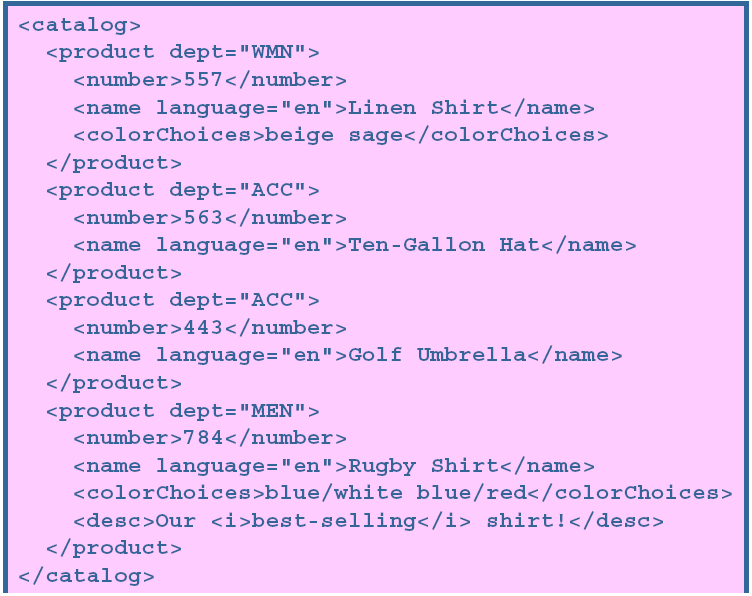 <catalog>
  <product dept="WMN">
    <number>557</number>
    <name language="en">Linen Shirt</name>
    <colorChoices>beige sage</colorChoices>
  </product>
  <product dept="ACC">
    <number>563</number>
    <name language="en">Ten-Gallon Hat</name>
  </product>
  <product dept="ACC">
    <number>443</number>
    <name language="en">Golf Umbrella</name>
  </product>
  <product dept="MEN">
    <number>784</number>
    <name language="en">Rugby Shirt</name>
    <colorChoices>blue/white blue/red</colorChoices>
    <desc>Our <i>best-selling</i> shirt!</desc>
  </product>
</catalog>